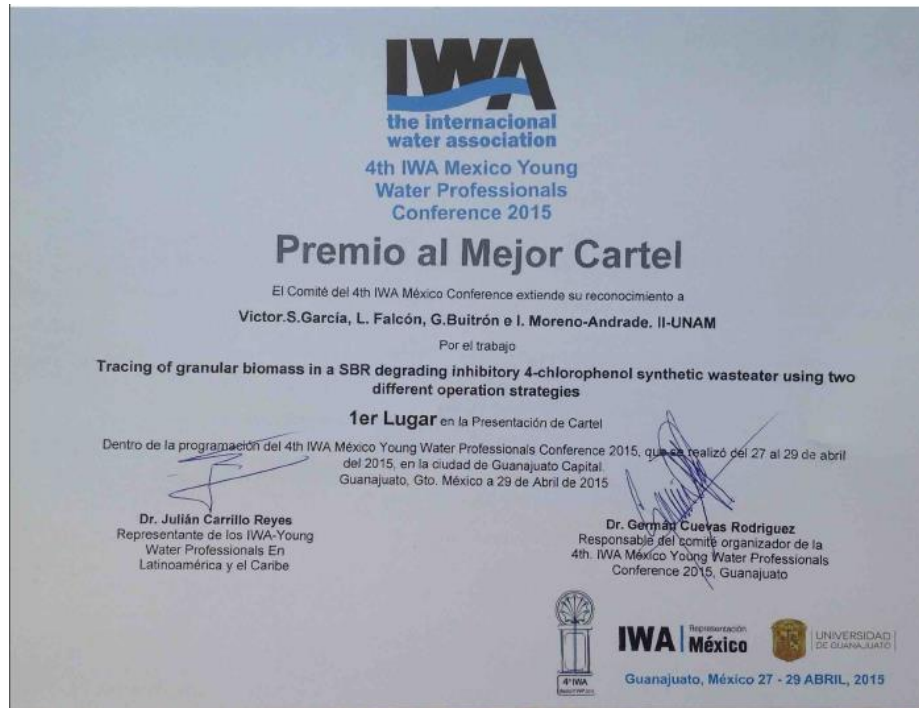 IWA
the internacional
water association
4th IWA Mexico Young
Water Professionals
Conference 2015
Premio al Mejor Cartel
El Comité del 4th IWA México Conference extiende su reconocimiento a
Victor.S.García, L. Falcón, G.Buitrón e I. Moreno-Andrade. II-UNAM
Por el trabajo
Tracing of granular biomass in a SBR degrading inhibitory 4-chlorophenol synthetic wasteater using two
different operation strategies
1er Lugar en la Presentación de Cartel
Dentro de la programación del 4th IWA México Young Water Professionals Conference 2015, que se realizó del 27 al 29 de abril
del 2015, en la ciudad de Guanajuato Capital.
Guanajuato, Gto. México a 29 de Abril de 2015
Dr. Julián Carrillo Reyes
Representante de los IWA-Young
Water Professionals En
Latinoamérica y el Caribe
Dr. Germán Cuevas Rodriguez
Responsable del comité organizador de la
4th. IWA México Young Water Professionals
Conference 2015, Guanajuato
4° IWA
IWA Representación México
UNIVERSIDAD
DE GUANAJUATO
Guanajuato, México 27 - 29 ABRIL, 2015